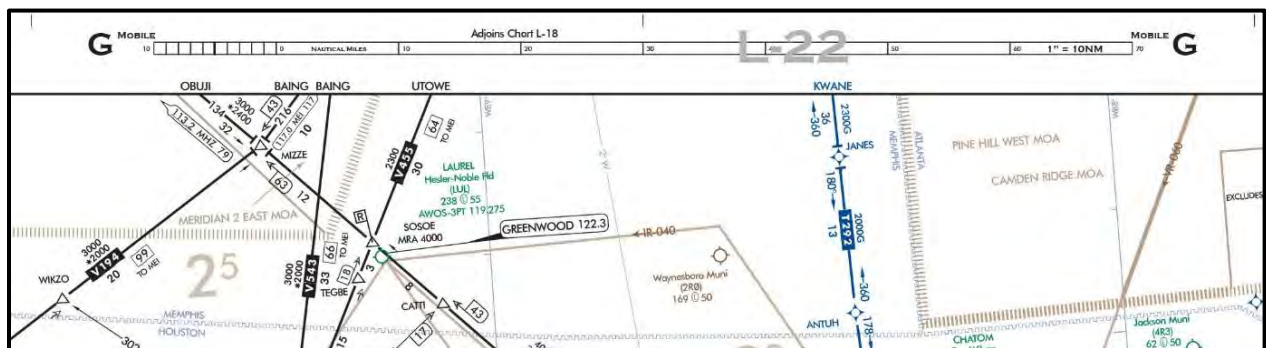 G MOBILE
Adjoins Chart L-18
L-22
10 0 NAUTICAL MILES 10 20 30 40 50 60 1" = 10NM 70
MOBILE G
OBUJI BAING BAING UTOWE KWANE
134
3000
*2400
32
43
216
117.0 MEI 117
10
113.2 MHZ 79
MIZZE
63
12
MERIDIAN 2 EAST MOA
64
TO MEI
2300
V455
30
LAUREL
Hesler-Noble Fld
(LUL)
238 Ⓛ 55
AWOS-3PT 119.275
2300G
36
360
JANES
180°
T292
2000G
13
360
ANTUH
178°
ATLANTA
MEMPHIS
PINE HILL WEST MOA
CAMDEN RIDGE MOA
VR-060
EXCLUDES
R
SOSOE
MRA 4000
GREENWOOD 122.3
IR-040
Waynesboro Muni
(2R0)
169 Ⓛ 50
3000
*2000
V194
20
99
TO MEI
WIKZO
2⁵
3000
*2000
V543
33
66
TO MEI
18
3
TEGBE
8
CATTI
43
17
15
305
MEMPHIS
HOUSTON
CHATOM
Jackson Muni
(4R3)
62 Ⓛ 50